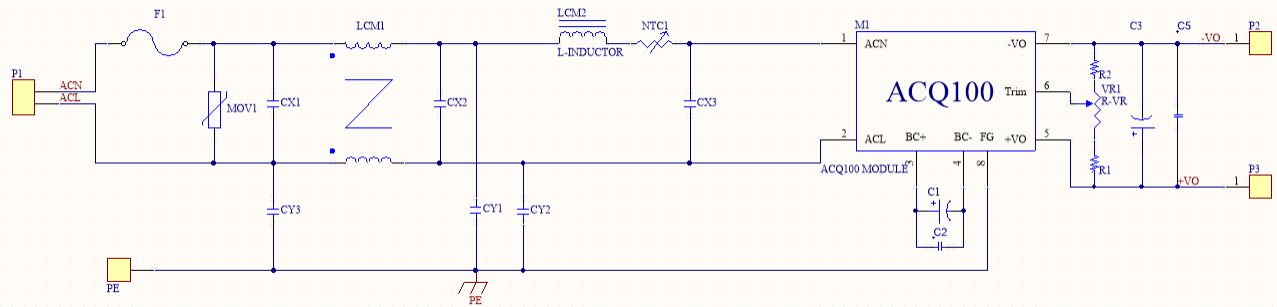 F1
LCM1
LCM2
L-INDUCTOR
NTC1
M1
C3
C5
P2
-VO
1
P1
ACN
ACL
MOV1
CX1
CX2
CX3
1
ACN
-VO
7
R2
VR1
R-VR
ACQ100
Trim
6
2
ACL
BC+
BC-
FG
+VO
5
R1
ACQ100 MODULE
3
4
8
P3
+VO
1
CY3
CY1
CY2
C1
C2
+
+
PE
PE